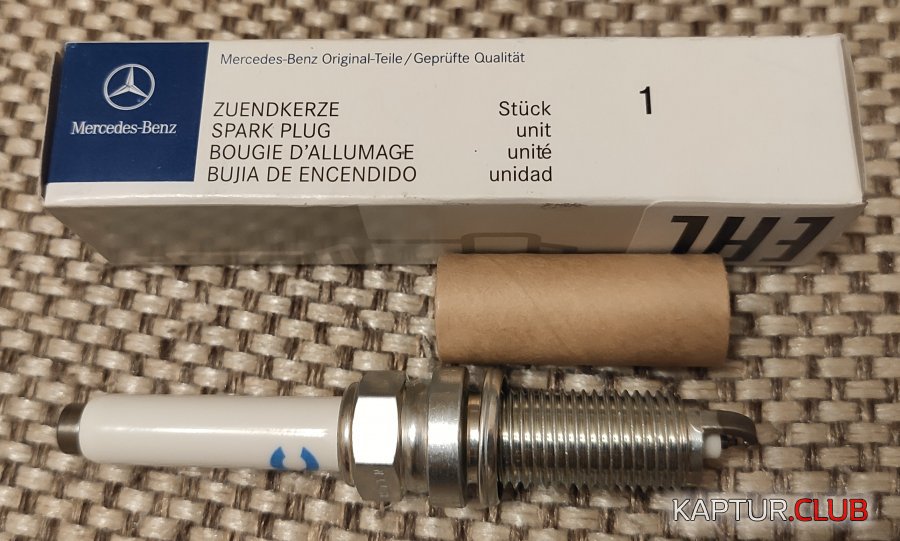 Mercedes-Benz Original-Teile/Geprüfte Qualität
Mercedes-Benz
ZUENDKERZE Stück 1
SPARK PLUG unit
BOUGIE D'ALLUMAGE unité
BUJIA DE ENCENDIDO unidad
EAC
KAPTUR.CLUB